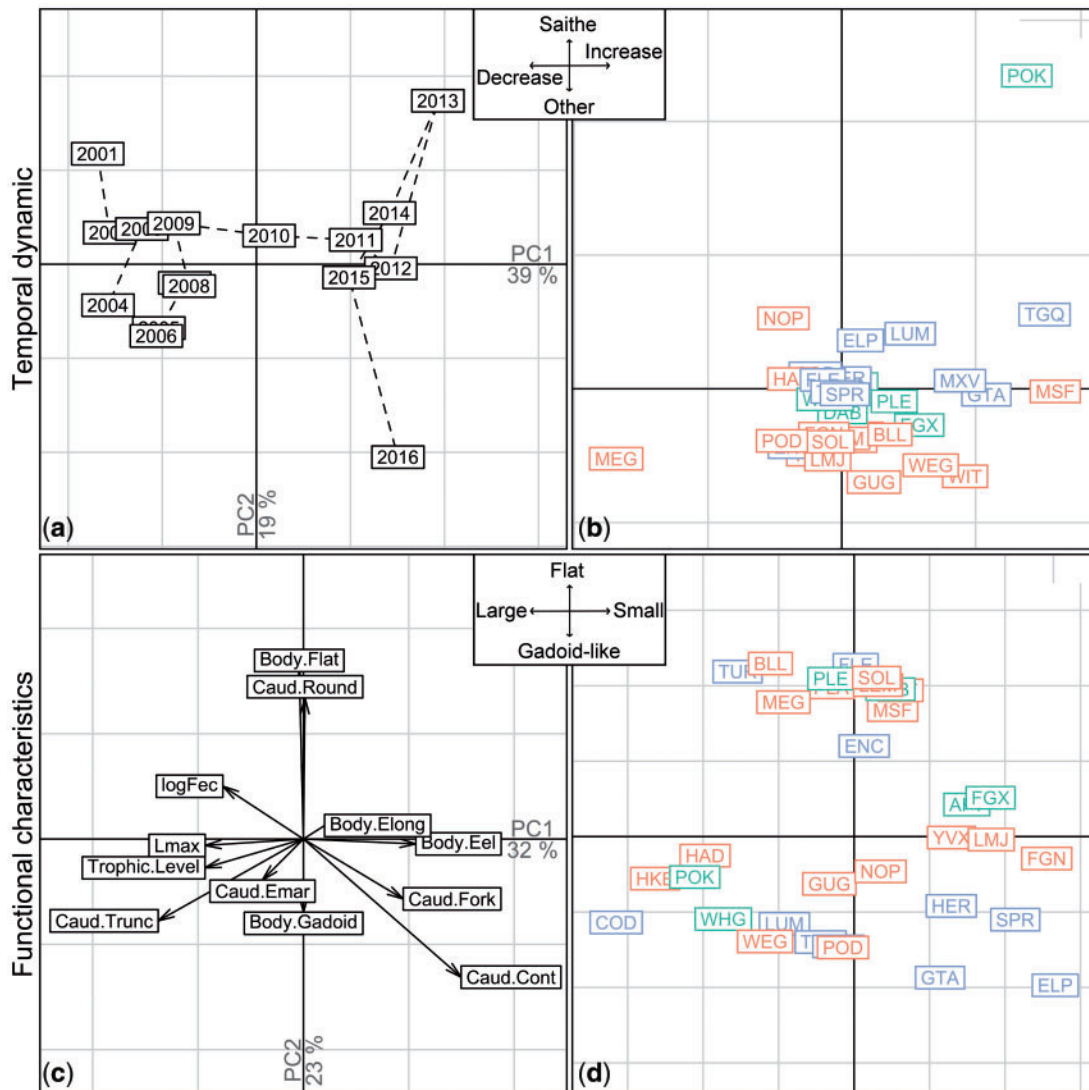 Temporal dynamic
2001
2009
2004
2008
2006
2010
2011
2012
2013
2014
2015
2016
PC1
39 %
PC2
19 %
(a)
Saithe
Increase
Decrease
Other
POK
NOP
TGQ
LUM
ELP
MXV
GTA
MSF
SPR
PLE
DAB
BLL
POD
SOL
LMJ
MEG
GUG
WEG
WIT
(b)
Functional characteristics
Body.Flat
Caud.Round
logFec
Body.Elong
Body.Eel
Lmax
Trophic.Level
Caud.Emar
Caud.Fork
Caud.Trunc
Body.Gadoid
Caud.Cont
PC1
32 %
PC2
23 %
(c)
Flat
Large
Small
Gadoid-like
TUR
BLL
FLE
PLE
SOL
MEG
MSF
ENC
FGX
YVX
LMJ
FGN
HAD
HKE
POK
GUG
NOP
COD
WHG
LUM
HER
SPR
WEG
POD
GTA
ELP
(d)